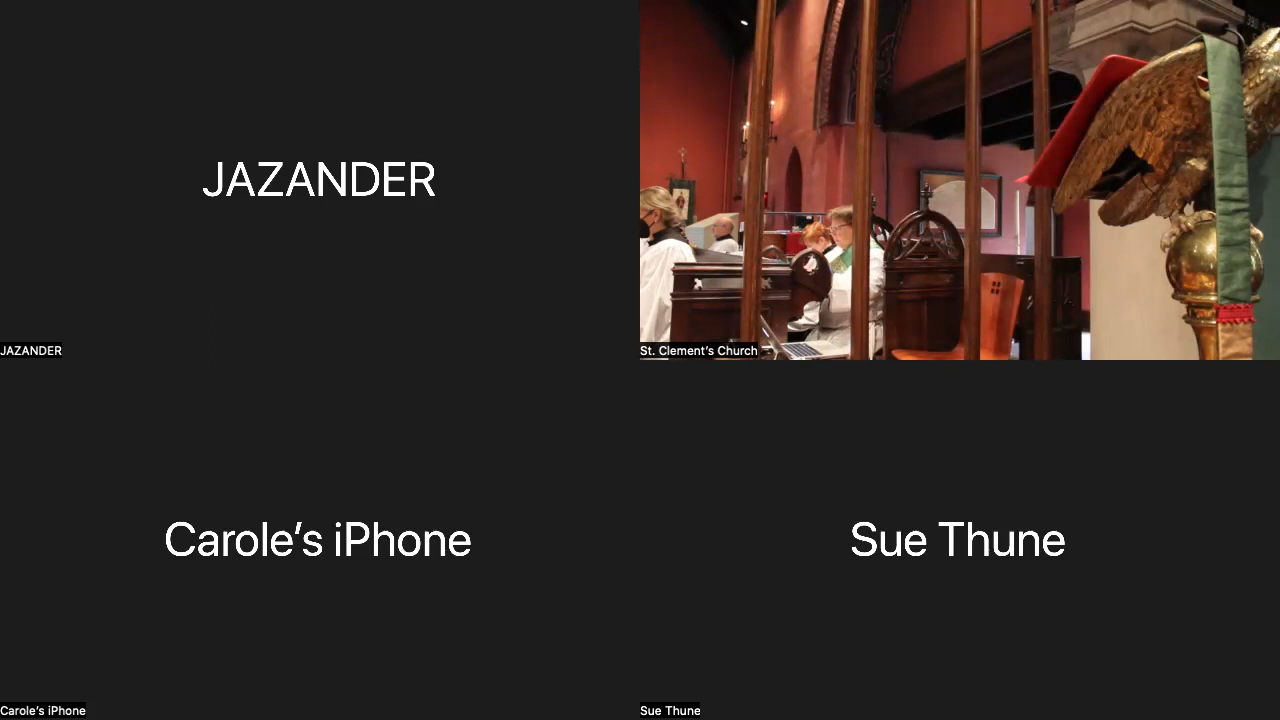 JAZANDER
JAZANDER
St. Clement's Church
Carole’s iPhone
Sue Thune
Carole’s iPhone
Sue Thune